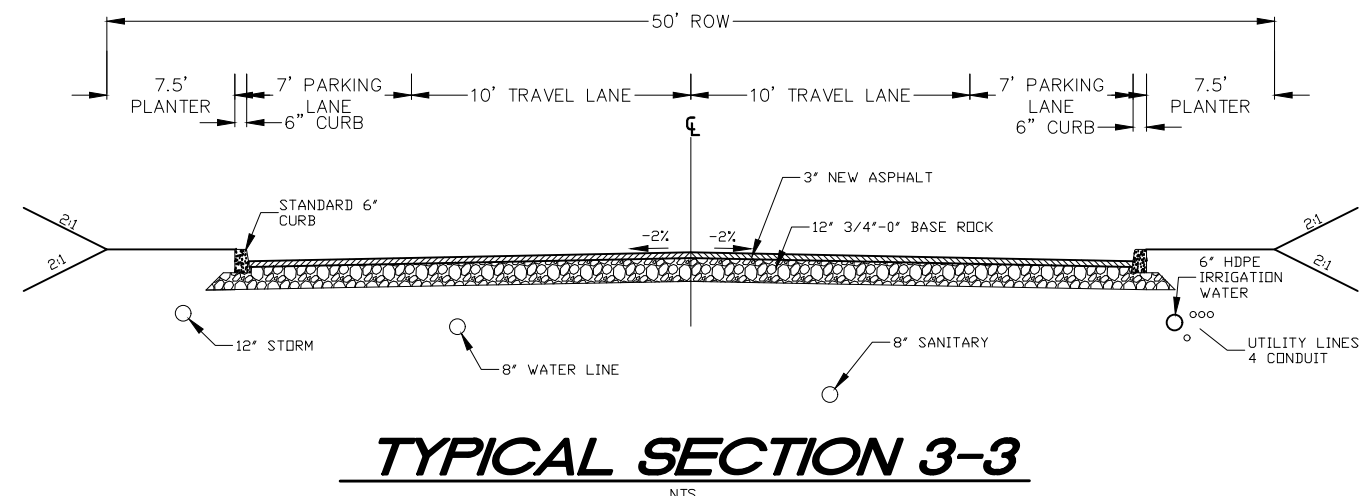 50' ROW
7.5'
PLANTER
7' PARKING
LANE
6" CURB
10' TRAVEL LANE
10' TRAVEL LANE
7' PARKING
LANE
6" CURB
7.5'
PLANTER
CL
STANDARD 6"
CURB
3" NEW ASPHALT
12" 3/4"-0" BASE ROCK
-2%
-2%
2:1
2:1
2:1
2:1
6" HDPE
IRRIGATION
WATER
12" STORM
8" WATER LINE
8" SANITARY
UTILITY LINES
4 CONDUIT
TYPICAL SECTION 3-3
NTS